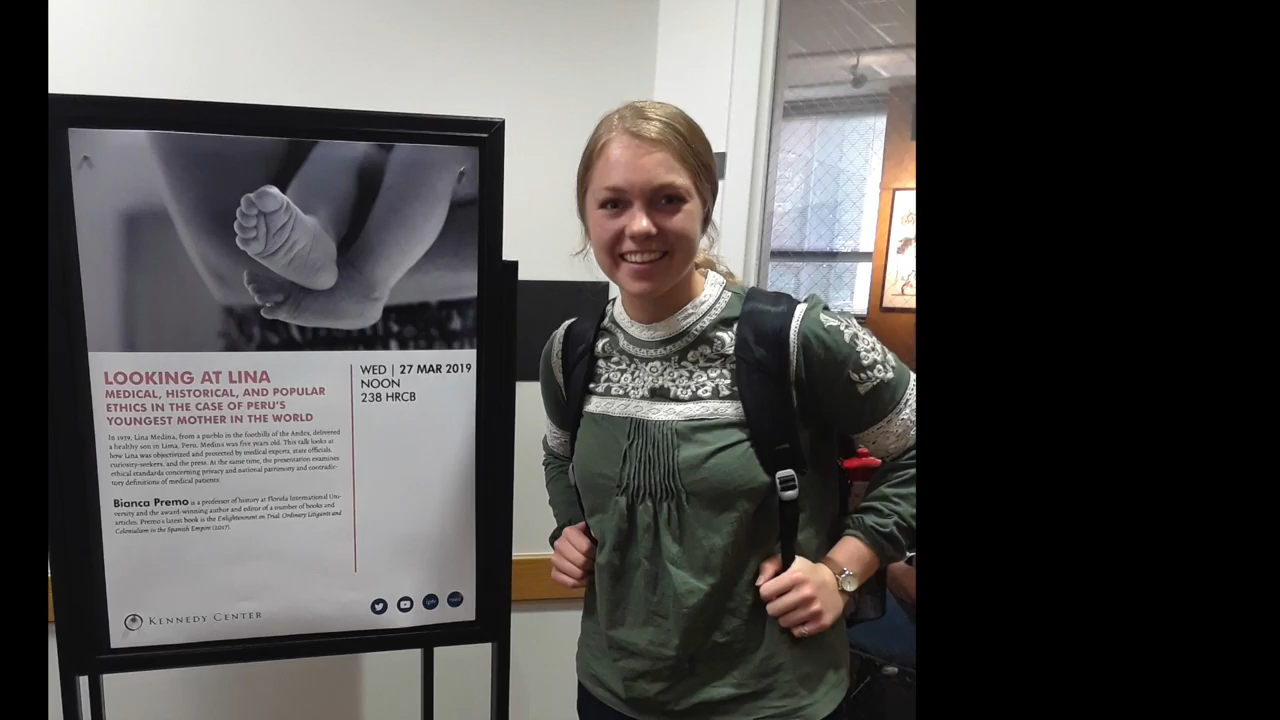 LOOKING AT LINA
MEDICAL, HISTORICAL, AND POPULAR
ETHICS IN THE CASE OF PERU'S
YOUNGEST MOTHER IN THE WORLD
In 1939, Lina Medina, from a pueblo in the foothills of the Andes, delivered
a healthy son in Lima, Peru. Medina was five years old. This talk looks at
how Lina was objectivized and protected by medical experts, state officials,
curiosity-seekers, and the press. At the same time, the presentation examines
ethical standards concerning privacy and national patrimony and contradic-
tory definitions of medical patients.
Bianca Premo is a professor of history at Florida International Uni-
versity and the award-winning author and editor of a number of books and
articles. Premo's latest book is the Enlightenment on Trial: Ordinary Litigants and
Colonialism in the Spanish Empire (2017).
WED | 27 MAR 2019
NOON
238 HRCB
KENNEDY CENTER